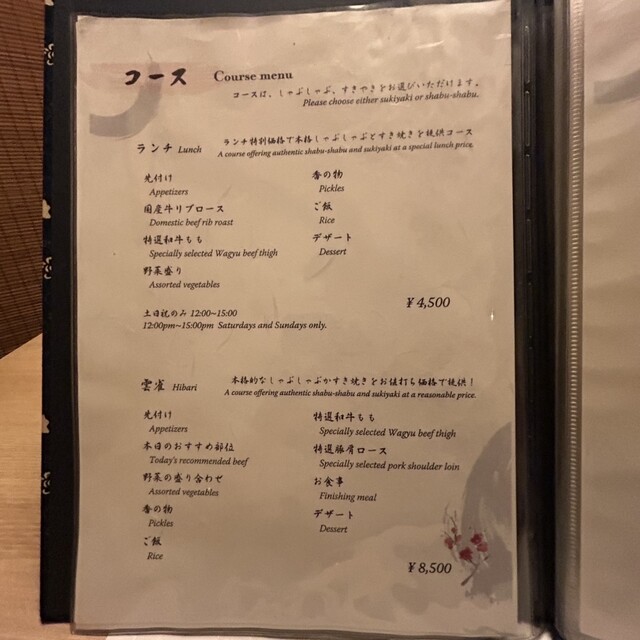 コース Course menu
コースは、しゃぶしゃぶ、すきやきをお選びいただけます。
Please choose either sukiyaki or shabu-shabu.
ランチ Lunch
ランチ特別価格で本格しゃぶしゃぶとすき焼きを提供コース
A course offering authentic shabu-shabu and sukiyaki at a special lunch price.
先付け
Appetizers
国産牛リブロース
Domestic beef rib roast
特選和牛もも
Specially selected Wagyu beef thigh
野菜盛り
Assorted vegetables
香の物
Pickles
ご飯
Rice
デザート
Dessert
¥4,500
土日祝のみ 12:00~15:00
12:00pm~15:00pm Saturdays and Sundays only.
雲雀 Hibari
本格的なしゃぶしゃぶかすき焼きをお値打ち価格で提供!
A course offering authentic shabu-shabu and sukiyaki at a reasonable price.
先付け
Appetizers
本日のおすすめ部位
Today's recommended beef
野菜の盛り合わせ
Assorted vegetables
香の物
Pickles
ご飯
Rice
特選和牛もも
Specially selected Wagyu beef thigh
特選豚肩ロース
Specially selected pork shoulder loin
お食事
Finishing meal
デザート
Dessert
¥8,500